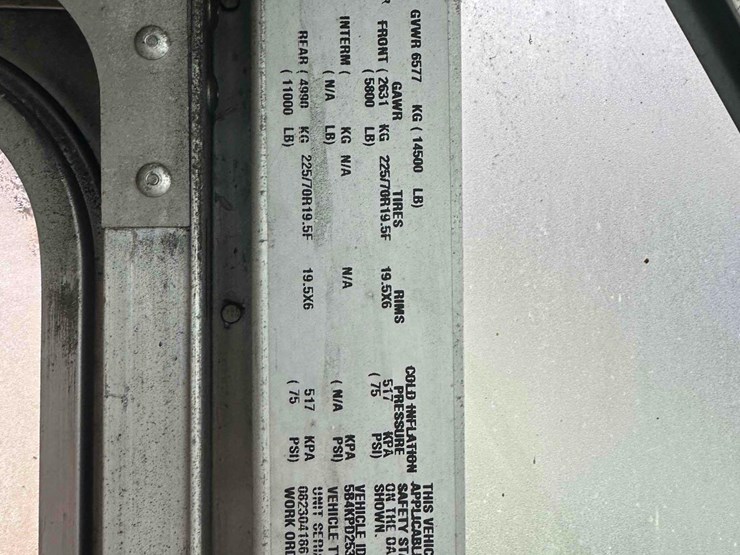 GVWR 6577 KG ( 14500 LB)
GAWR TIRES RIMS COLD INFLATION PRESSURE
FRONT ( 2631 KG 225/70R19.5F 19.5X6 517 KPA
( 5800 LB) ( 75 PSI)
INTERM ( KG N/A N/A KPA
( N/A LB) ( N/A PSI)
REAR ( 4990 KG 225/70R19.5F 19.5X6 517 KPA
( 11000 LB) ( 75 PSI)
THIS VEHIC
APPLICABL
SAFETY ST
ON THE DA
SHOWN.
VEHICLE ID
5B4KPD253
VEHICLE T
UNIT SERI
062304186
WORK ORD